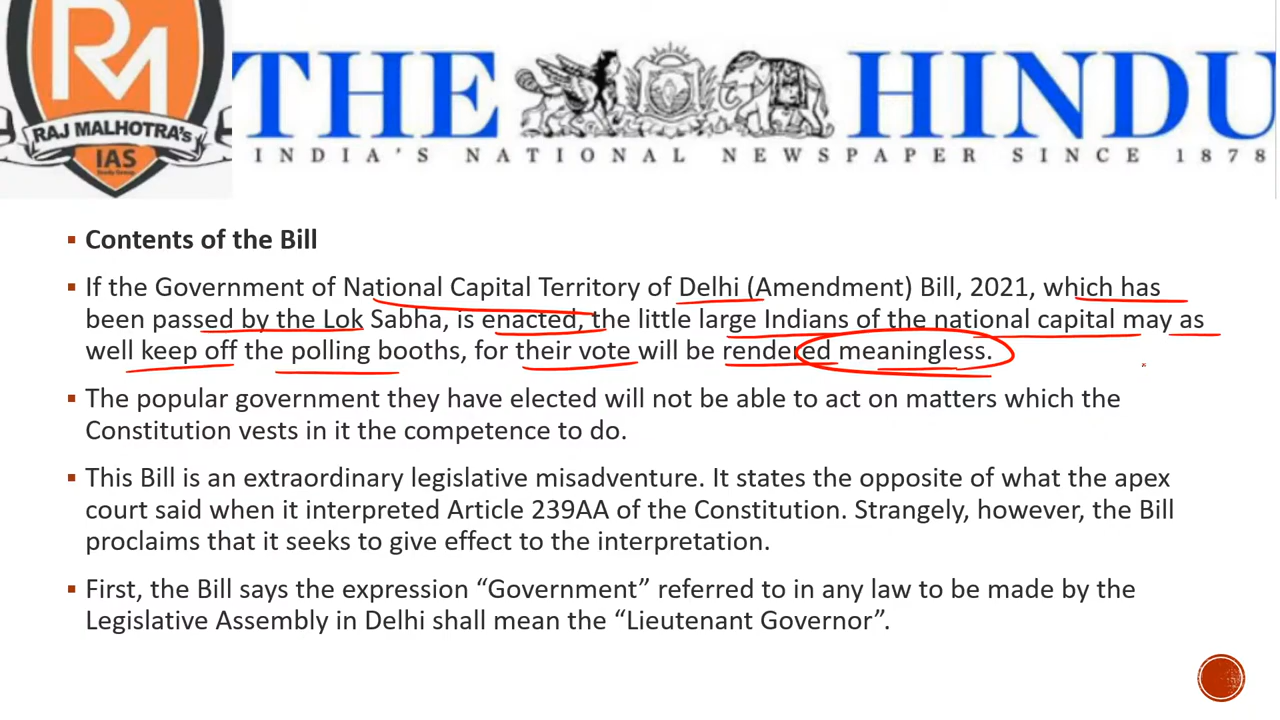 RM
RAJ MALHOTRA's
IAS
Study Group
THE HINDU
INDIA'S NATIONAL NEWSPAPER SINCE 1878
Contents of the Bill
If the Government of National Capital Territory of Delhi (Amendment) Bill, 2021, which has
been passed by the Lok Sabha, is enacted, the little large Indians of the national capital may as
well keep off the polling booths, for their vote will be rendered meaningless.
The popular government they have elected will not be able to act on matters which the
Constitution vests in it the competence to do.
This Bill is an extraordinary legislative misadventure. It states the opposite of what the apex
court said when it interpreted Article 239AA of the Constitution. Strangely, however, the Bill
proclaims that it seeks to give effect to the interpretation.
First, the Bill says the expression “Government” referred to in any law to be made by the
Legislative Assembly in Delhi shall mean the “Lieutenant Governor”.